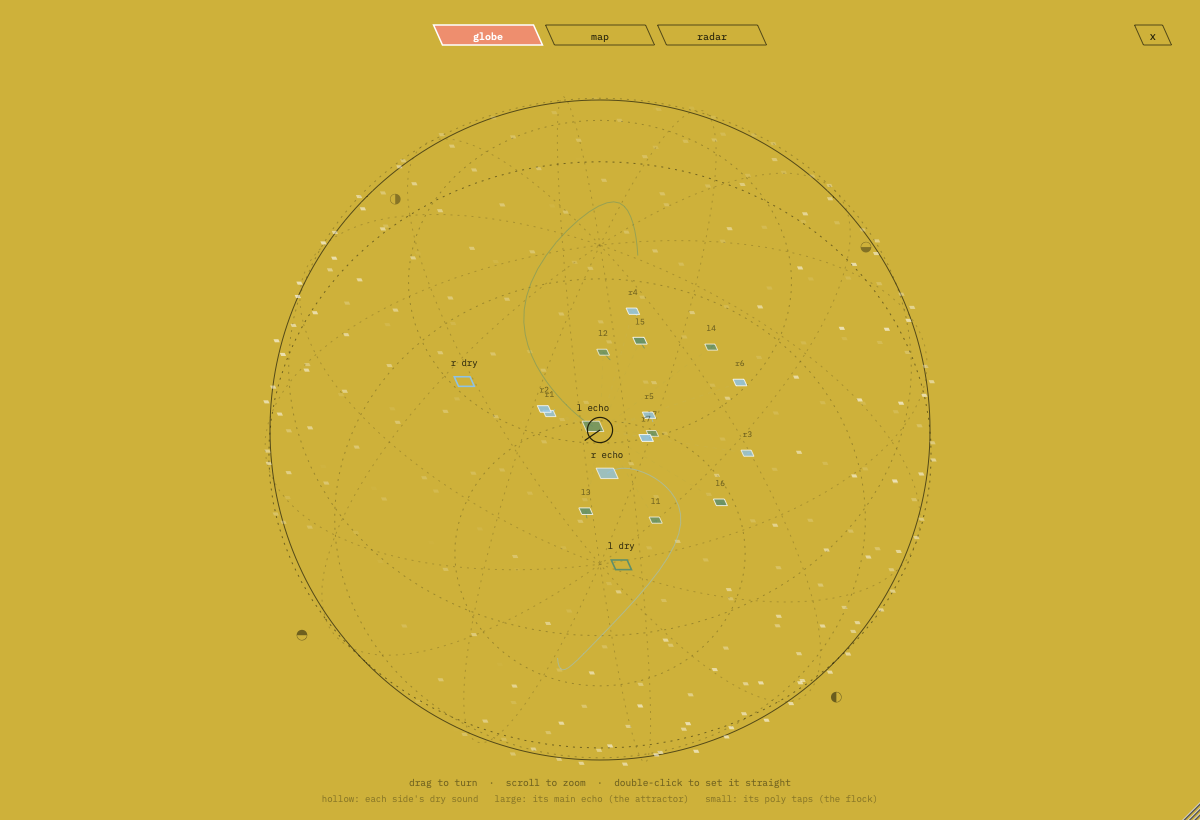 globe map radar x
r4
l5
l2 l4
r dry r6
r2 r1 r5
l echo
r7
r3
r echo
l6
l3 l1
l dry
drag to turn · scroll to zoom · double-click to set it straight
hollow: each side's dry sound large: its main echo (the attractor) small: its poly taps (the flock)